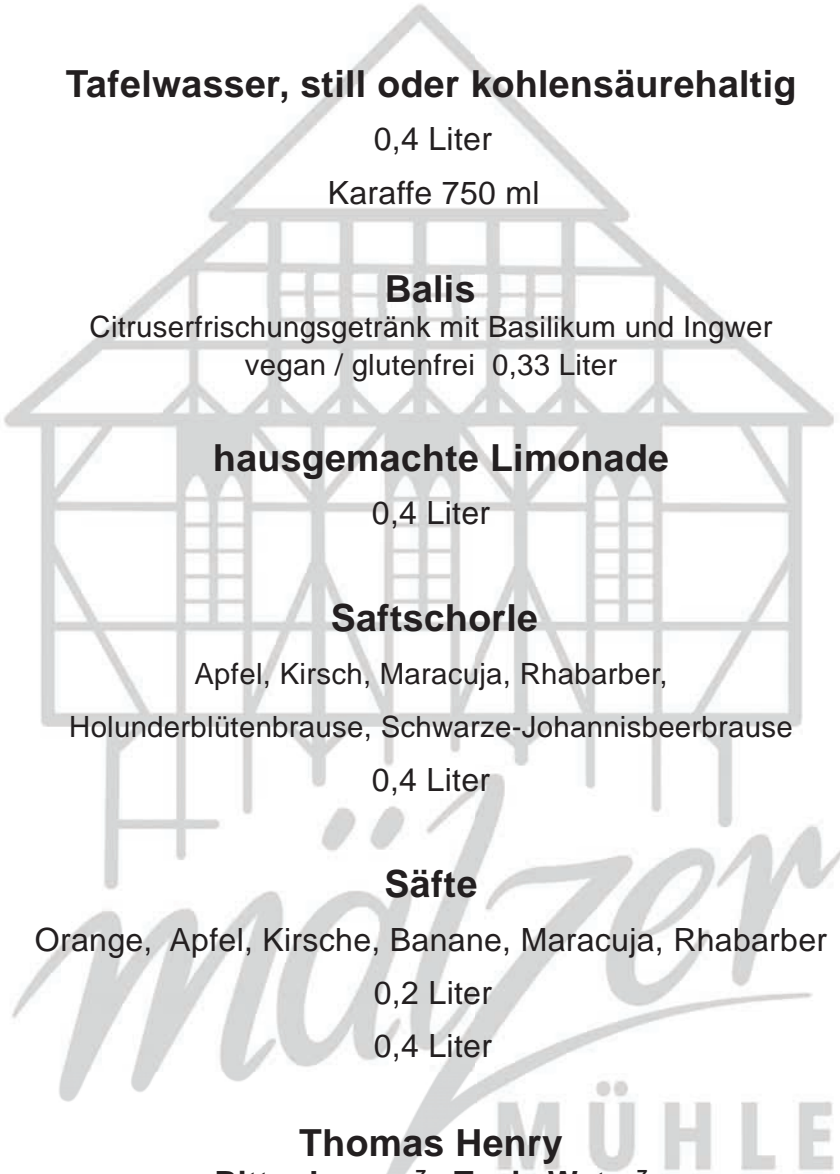 Tafelwasser, still oder kohlensäurehaltig
0,4 Liter
Karaffe 750 ml
Balis
Citruserfrischungsgetränk mit Basilikum und Ingwer
vegan / glutenfrei 0,33 Liter
hausgemachte Limonade
0,4 Liter
Saftschorle
Apfel, Kirsch, Maracuja, Rhabarber,
Holunderblütenbrause, Schwarze-Johannisbeerbrause
0,4 Liter
Säfte
Orange, Apfel, Kirsche, Banane, Maracuja, Rhabarber
0,2 Liter
0,4 Liter
mälzer
MÜHLE
Thomas Henry